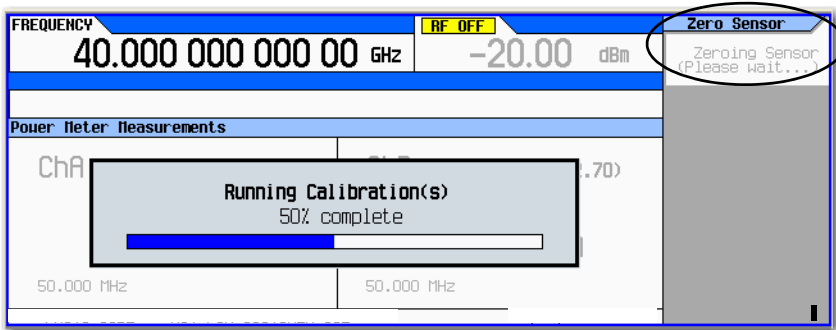 FREQUENCY
RF OFF
Zero Sensor
40.000 000 000 00 GHz
-20.00 dBm
Zeroing Sensor
(Please wait...)
Power Meter Measurements
ChA
.70)
Running Calibration(s)
50% complete
50.000 MHz
50.000 MHz